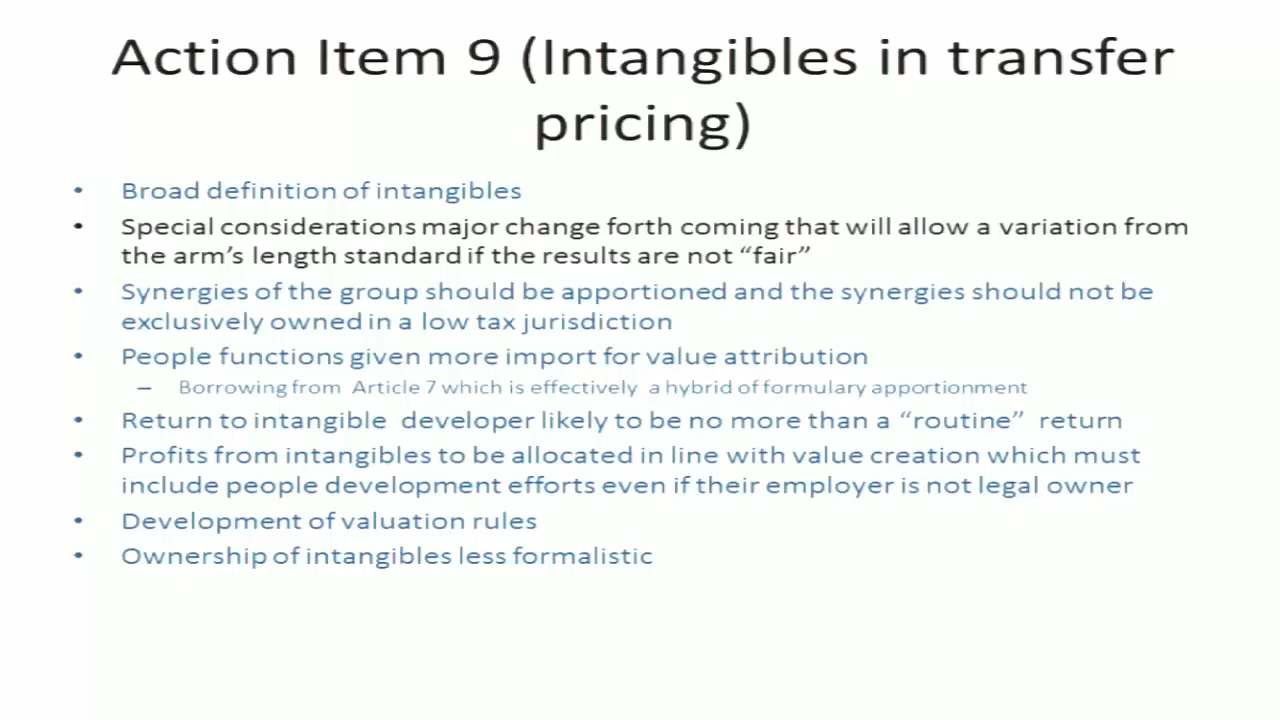 Action Item 9 (Intangibles in transfer
pricing)
• Broad definition of intangibles
• Special considerations major change forth coming that will allow a variation from
the arm's length standard if the results are not “fair”
• Synergies of the group should be apportioned and the synergies should not be
exclusively owned in a low tax jurisdiction
• People functions given more import for value attribution
– Borrowing from Article 7 which is effectively a hybrid of formulary apportionment
• Return to intangible developer likely to be no more than a “routine” return
• Profits from intangibles to be allocated in line with value creation which must
include people development efforts even if their employer is not legal owner
• Development of valuation rules
• Ownership of intangibles less formalistic